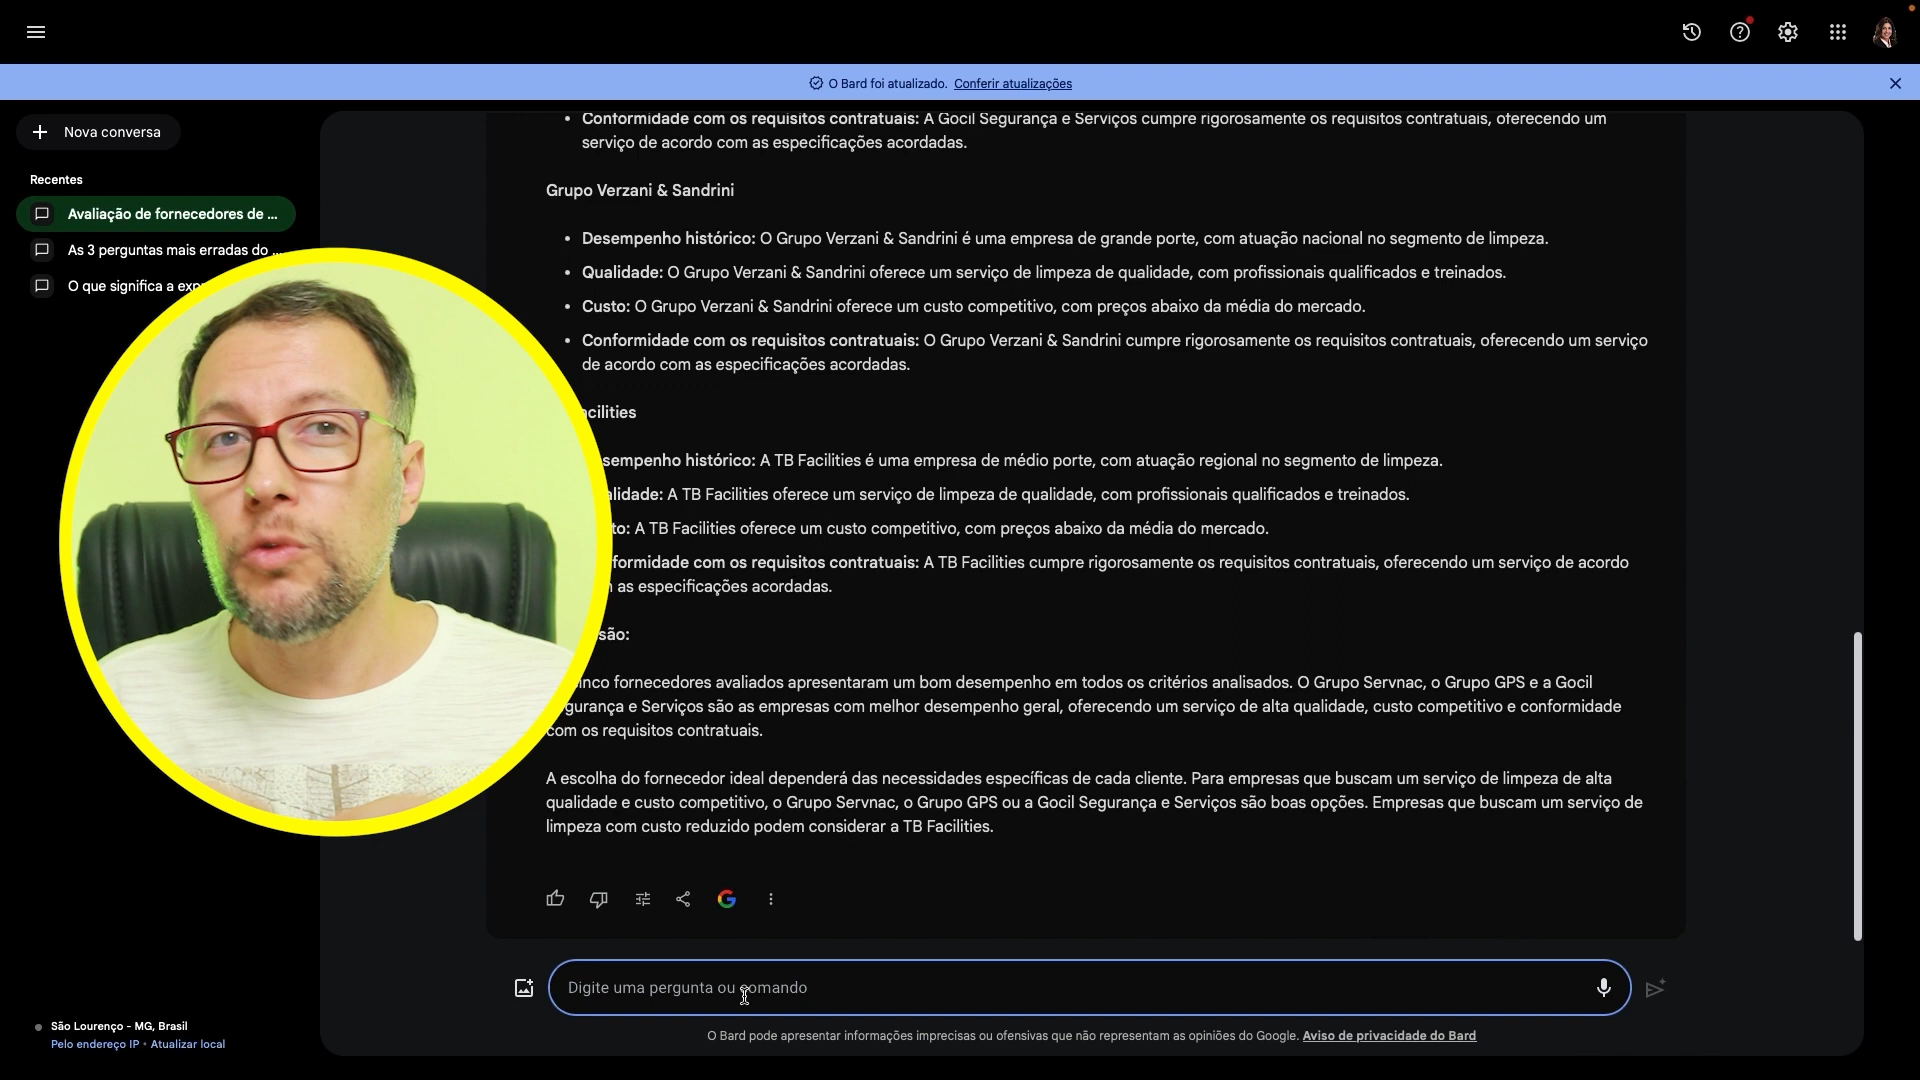 O Bard foi atualizado. Conferir atualizações
Nova conversa
Recentes
Avaliação de fornecedores de ...
As 3 perguntas mais erradas do ...
O que significa a exp
• Conformidade com os requisitos contratuais: A Gocil Segurança e Serviços cumpre rigorosamente os requisitos contratuais, oferecendo um
serviço de acordo com as especificações acordadas.
Grupo Verzani & Sandrini
• Desempenho histórico: O Grupo Verzani & Sandrini é uma empresa de grande porte, com atuação nacional no segmento de limpeza.
• Qualidade: O Grupo Verzani & Sandrini oferece um serviço de limpeza de qualidade, com profissionais qualificados e treinados.
• Custo: O Grupo Verzani & Sandrini oferece um custo competitivo, com preços abaixo da média do mercado.
• Conformidade com os requisitos contratuais: O Grupo Verzani & Sandrini cumpre rigorosamente os requisitos contratuais, oferecendo um serviço
de acordo com as especificações acordadas.
cilities
sempenho histórico: A TB Facilities é uma empresa de médio porte, com atuação regional no segmento de limpeza.
alidade: A TB Facilities oferece um serviço de limpeza de qualidade, com profissionais qualificados e treinados.
to: A TB Facilities oferece um custo competitivo, com preços abaixo da média do mercado.
formidade com os requisitos contratuais: A TB Facilities cumpre rigorosamente os requisitos contratuais, oferecendo um serviço de acordo
as especificações acordadas.
são:
inco fornecedores avaliados apresentaram um bom desempenho em todos os critérios analisados. O Grupo Servnac, o Grupo GPS e a Gocil
gurança e Serviços são as empresas com melhor desempenho geral, oferecendo um serviço de alta qualidade, custo competitivo e conformidade
com os requisitos contratuais.
A escolha do fornecedor ideal dependerá das necessidades específicas de cada cliente. Para empresas que buscam um serviço de limpeza de alta
qualidade e custo competitivo, o Grupo Servnac, o Grupo GPS ou a Gocil Segurança e Serviços são boas opções. Empresas que buscam um serviço de
limpeza com custo reduzido podem considerar a TB Facilities.
Digite uma pergunta ou comando
O Bard pode apresentar informações imprecisas ou ofensivas que não representam as opiniões do Google. Aviso de privacidade do Bard
São Lourenço - MG, Brasil
Pelo endereço IP • Atualizar local